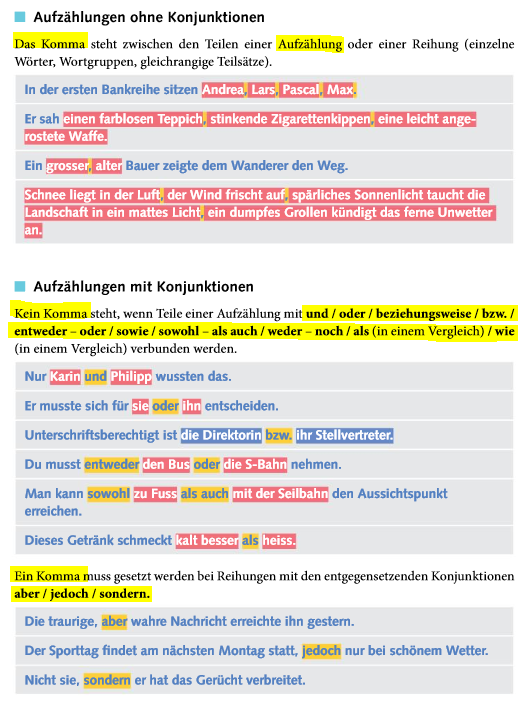 Aufzählungen ohne Konjunktionen
Das Komma steht zwischen den Teilen einer Aufzählung oder einer Reihung (einzelne
Wörter, Wortgruppen, gleichrangige Teilsätze).
In der ersten Bankreihe sitzen Andrea, Lars, Pascal, Max.
Er sah einen farblosen Teppich, stinkende Zigarettenkippen, eine leicht ange-
rostete Waffe.
Ein grosser, alter Bauer zeigte dem Wanderer den Weg.
Schnee liegt in der Luft, der Wind frischt auf, spärliches Sonnenlicht taucht die
Landschaft in ein mattes Licht, ein dumpfes Grollen kündigt das ferne Unwetter
an.
Aufzählungen mit Konjunktionen
Kein Komma steht, wenn Teile einer Aufzählung mit und / oder / beziehungsweise / bzw. /
entweder – oder / sowie / sowohl – als auch / weder – noch / als (in einem Vergleich) / wie
(in einem Vergleich) verbunden werden.
Nur Karin und Philipp wussten das.
Er musste sich für sie oder ihn entscheiden.
Unterschriftsberechtigt ist die Direktorin bzw. ihr Stellvertreter.
Du musst entweder den Bus oder die S-Bahn nehmen.
Man kann sowohl zu Fuss als auch mit der Seilbahn den Aussichtspunkt
erreichen.
Dieses Getränk schmeckt kalt besser als heiss.
Ein Komma muss gesetzt werden bei Reihungen mit den entgegensetzenden Konjunktionen
aber / jedoch / sondern.
Die traurige, aber wahre Nachricht erreichte ihn gestern.
Der Sporttag findet am nächsten Montag statt, jedoch nur bei schönem Wetter.
Nicht sie, sondern er hat das Gerücht verbreitet.